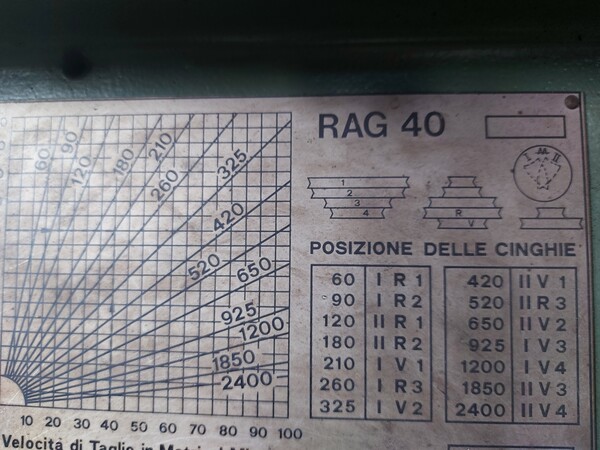 RAG 40
I II
1
2
3
4
R
V
60
90
120
180
210
260
325
420
520
650
925
1200
1850
2400
POSIZIONE DELLE CINGHIE
60 I R 1 420 II V 1
90 I R 2 520 II R 3
120 II R 1 650 II V 2
180 II R 2 925 I V 3
210 I V 1 1200 I V 4
260 I R 3 1850 II V 3
325 I V 2 2400 II V 4
10 20 30 40 50 60 70 80 90 100
Velocità di Taglio in